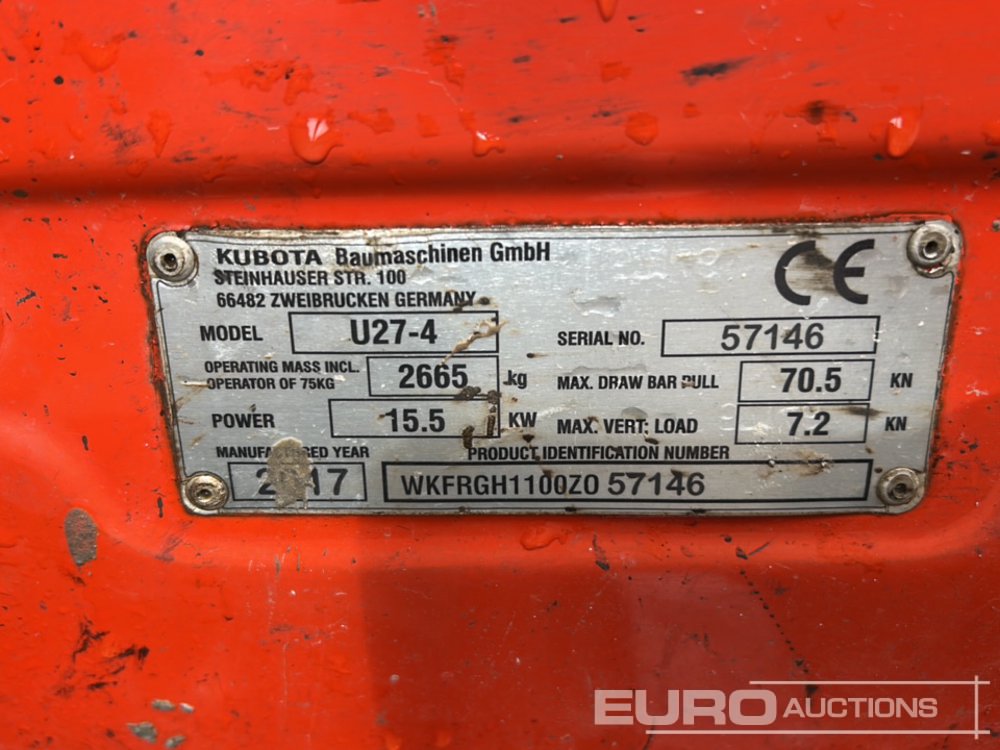 KUBOTA Baumaschinen GmbH
STEINHAUSER STR. 100
66482 ZWEIBRUCKEN GERMANY
MODEL U27-4
SERIAL NO. 57146
OPERATING MASS INCL.
OPERATOR OF 75KG 2665 kg
MAX. DRAW BAR PULL 70.5 KN
POWER 15.5 KW
MAX. VERT. LOAD 7.2 KN
MANUFACTURED YEAR 2017
PRODUCT IDENTIFICATION NUMBER
WKFRGH1100Z0 57146
CE
EURO AUCTIONS